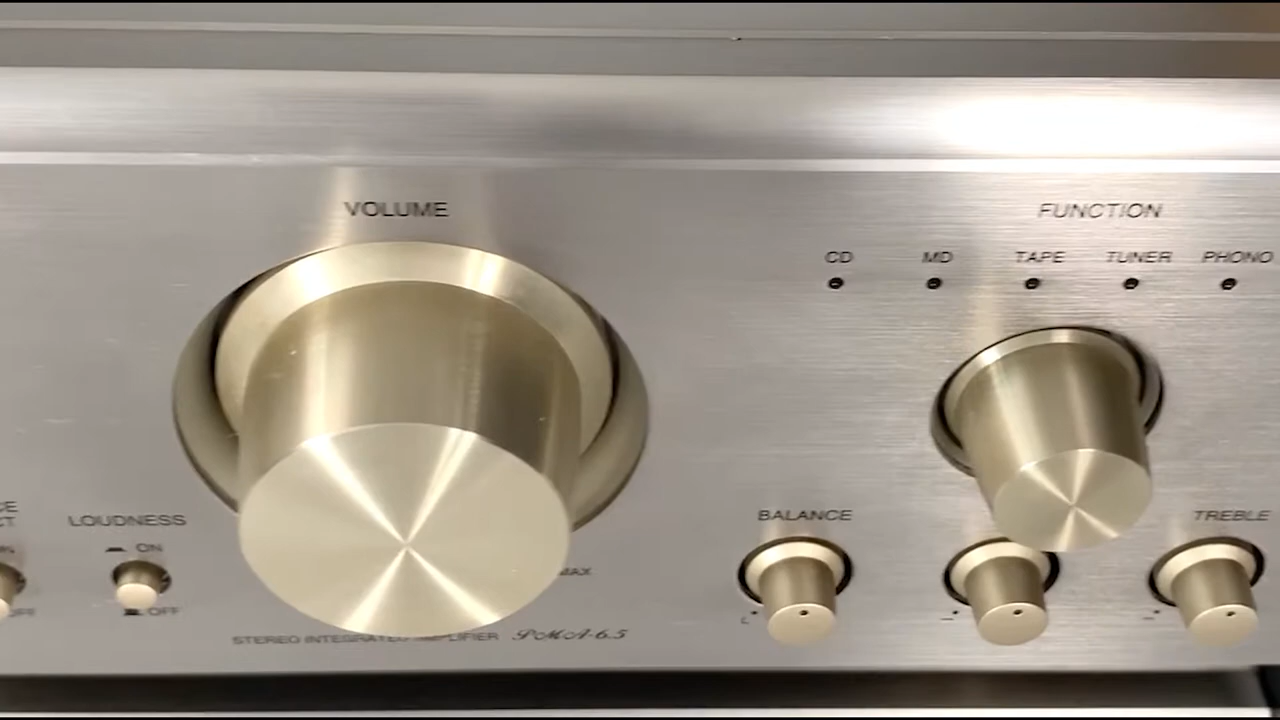 VOLUME
FUNCTION
CD MD TAPE TUNER PHONO
LOUDNESS
ON
OFF
BALANCE
TREBLE
L
MAX
STEREO INTEGRATED AMPLIFIER PMA-6.5